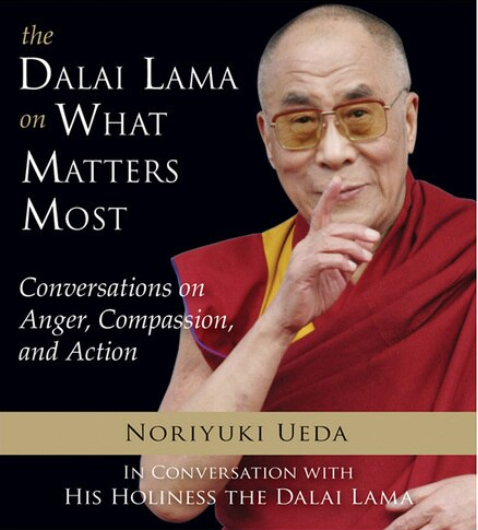 the
DALAI LAMA
on WHAT
MATTERS
MOST
Conversations on
Anger, Compassion,
and Action
NORIYUKI UEDA
IN CONVERSATION WITH
HIS HOLINESS THE DALAI LAMA